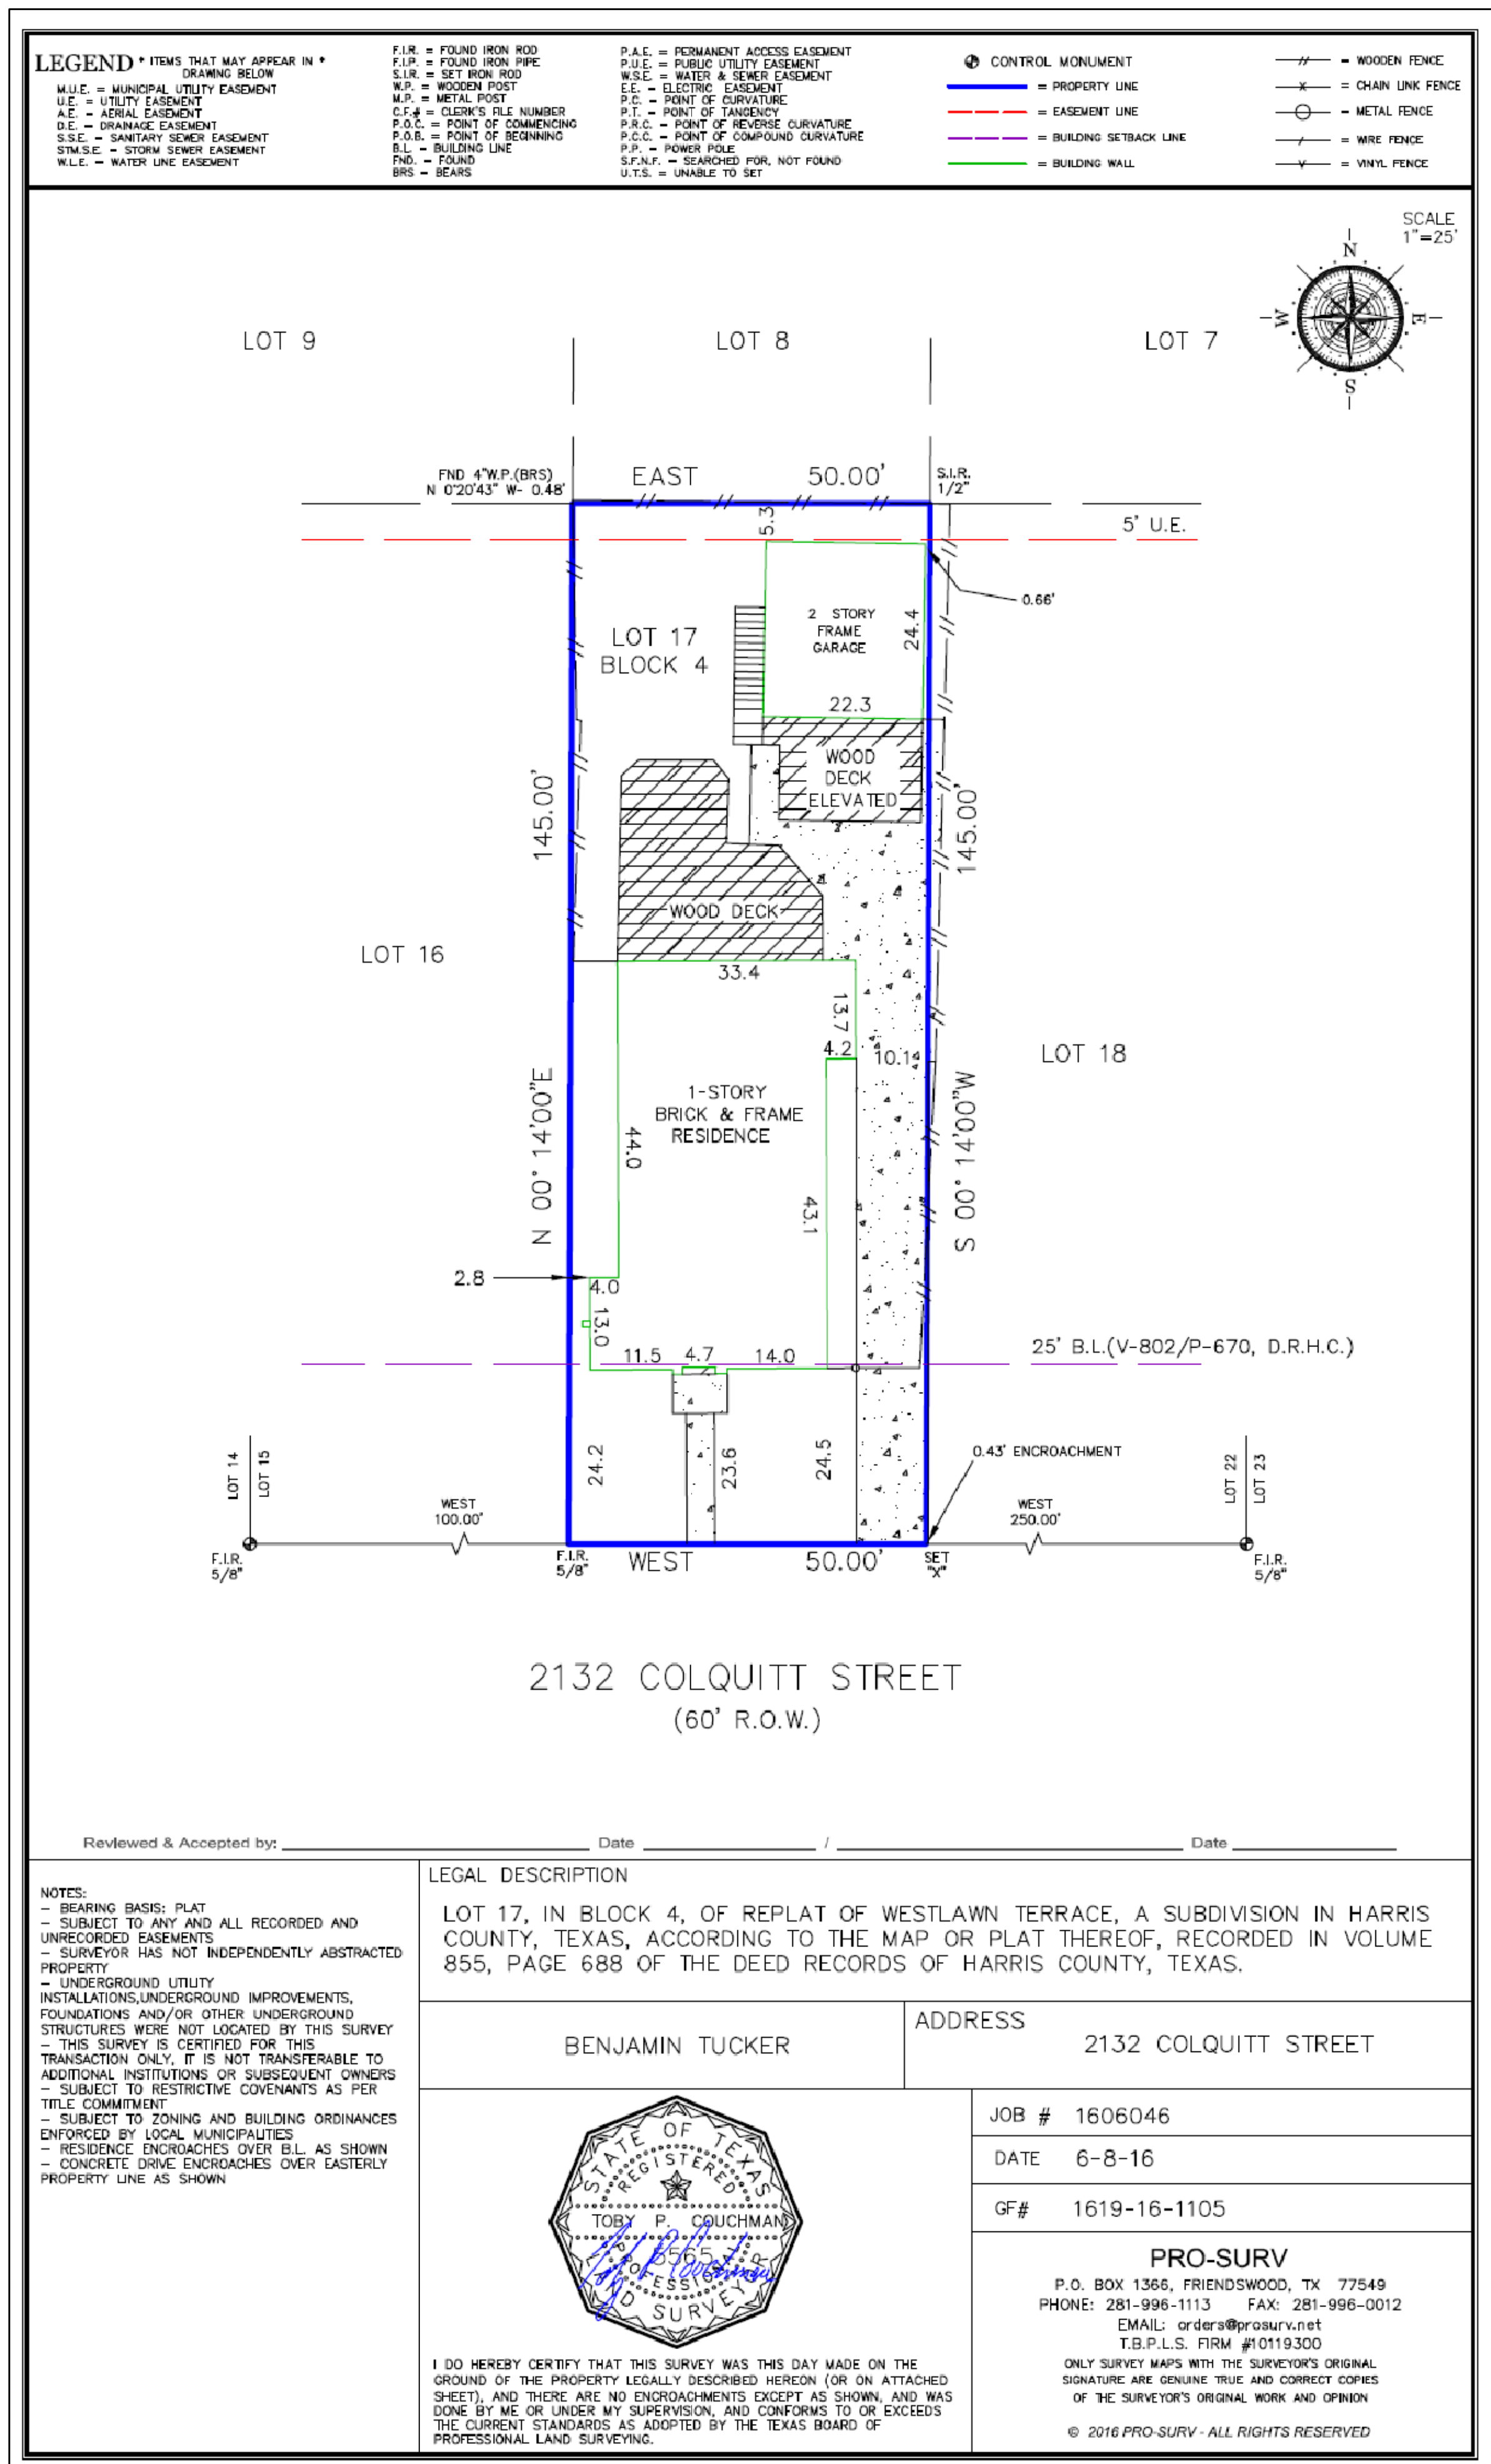 LEGEND * ITEMS THAT MAY APPEAR IN *
DRAWING BELOW
M.U.E. = MUNICIPAL UTILITY EASEMENT
U.E. = UTILITY EASEMENT
A.E. = AERIAL EASEMENT
D.E. – DRAINAGE EASEMENT
S.S.E. – SANITARY SEWER EASEMENT
STM.S.E. – STORM SEWER EASEMENT
W.L.E. – WATER LINE EASEMENT
F.I.R. = FOUND IRON ROD
F.I.P. = FOUND IRON PIPE
S.I.R. = SET IRON ROD
W.P. = WOODEN POST
M.P. = METAL POST
C.F.# = CLERK'S FILE NUMBER
P.O.C. = POINT OF COMMENCING
P.O.B. = POINT OF BEGINNING
B.L. – BUILDING LINE
FND. – FOUND
BRS – BEARS
P.A.E. = PERMANENT ACCESS EASEMENT
P.U.E. = PUBLIC UTILITY EASEMENT
W.S.E. – WATER & SEWER EASEMENT
E.E. – ELECTRIC EASEMENT
P.C. – POINT OF CURVATURE
P.T. – POINT OF TANGENCY
P.R.C. – POINT OF REVERSE CURVATURE
P.C.C. – POINT OF COMPOUND CURVATURE
P.P. – POWER POLE
S.F.N.F. – SEARCHED FOR, NOT FOUND
U.T.S. = UNABLE TO SET
CONTROL MONUMENT
= PROPERTY LINE
= EASEMENT LINE
= BUILDING SETBACK LINE
= BUILDING WALL
= WOODEN FENCE
= CHAIN LINK FENCE
– METAL FENCE
= WIRE FENCE
= VINYL FENCE
SCALE
1"=25'
N
W
E
S
LOT 9
LOT 8
LOT 7
FND 4"W.P.(BRS)
N 0°20'43" W- 0.48'
EAST 50.00'
S.I.R.
1/2"
5' U.E.
5.3
0.66'
2 STORY
FRAME
GARAGE
24.4
22.3
LOT 17
BLOCK 4
WOOD
DECK
ELEVATED
145.00'
145.00'
WOOD DECK
LOT 16
33.4
13.7
4.2
10.1
LOT 18
1-STORY
BRICK & FRAME
RESIDENCE
44.0
43.1
N 00° 14'00"E
S 00° 14'00"W
2.8
4.0
13.0
11.5
4.7
14.0
25' B.L.(V-802/P-670, D.R.H.C.)
24.2
23.6
24.5
0.43' ENCROACHMENT
LOT 14
LOT 15
LOT 22
LOT 23
WEST
100.00'
WEST
250.00'
F.I.R.
5/8"
F.I.R.
5/8"
WEST 50.00'
SET
"X"
F.I.R.
5/8"
2132 COLQUITT STREET
(60' R.O.W.)
Reviewed & Accepted by: Date / Date
NOTES:
– BEARING BASIS: PLAT
– SUBJECT TO ANY AND ALL RECORDED AND
UNRECORDED EASEMENTS
– SURVEYOR HAS NOT INDEPENDENTLY ABSTRACTED
PROPERTY
– UNDERGROUND UTILITY
INSTALLATIONS,UNDERGROUND IMPROVEMENTS,
FOUNDATIONS AND/OR OTHER UNDERGROUND
STRUCTURES WERE NOT LOCATED BY THIS SURVEY
– THIS SURVEY IS CERTIFIED FOR THIS
TRANSACTION ONLY, IT IS NOT TRANSFERABLE TO
ADDITIONAL INSTITUTIONS OR SUBSEQUENT OWNERS
– SUBJECT TO RESTRICTIVE COVENANTS AS PER
TITLE COMMITMENT
– SUBJECT TO ZONING AND BUILDING ORDINANCES
ENFORCED BY LOCAL MUNICIPALITIES
– RESIDENCE ENCROACHES OVER B.L. AS SHOWN
– CONCRETE DRIVE ENCROACHES OVER EASTERLY
PROPERTY LINE AS SHOWN
LEGAL DESCRIPTION
LOT 17, IN BLOCK 4, OF REPLAT OF WESTLAWN TERRACE, A SUBDIVISION IN HARRIS
COUNTY, TEXAS, ACCORDING TO THE MAP OR PLAT THEREOF, RECORDED IN VOLUME
855, PAGE 688 OF THE DEED RECORDS OF HARRIS COUNTY, TEXAS.
BENJAMIN TUCKER
ADDRESS
2132 COLQUITT STREET
STATE OF TEXAS
REGISTERED
TOBY P. COUCHMAN
6565
PROFESSIONAL
LAND SURVEYOR
I DO HEREBY CERTIFY THAT THIS SURVEY WAS THIS DAY MADE ON THE
GROUND OF THE PROPERTY LEGALLY DESCRIBED HEREON (OR ON ATTACHED
SHEET), AND THERE ARE NO ENCROACHMENTS EXCEPT AS SHOWN, AND WAS
DONE BY ME OR UNDER MY SUPERVISION, AND CONFORMS TO OR EXCEEDS
THE CURRENT STANDARDS AS ADOPTED BY THE TEXAS BOARD OF
PROFESSIONAL LAND SURVEYING.
JOB # 1606046
DATE 6-8-16
GF# 1619-16-1105
PRO-SURV
P.O. BOX 1366, FRIENDSWOOD, TX 77549
PHONE: 281-996-1113 FAX: 281-996-0012
EMAIL: orders@prosurv.net
T.B.P.L.S. FIRM #10119300
ONLY SURVEY MAPS WITH THE SURVEYOR'S ORIGINAL
SIGNATURE ARE GENUINE TRUE AND CORRECT COPIES
OF THE SURVEYOR'S ORIGINAL WORK AND OPINION
© 2016 PRO-SURV - ALL RIGHTS RESERVED